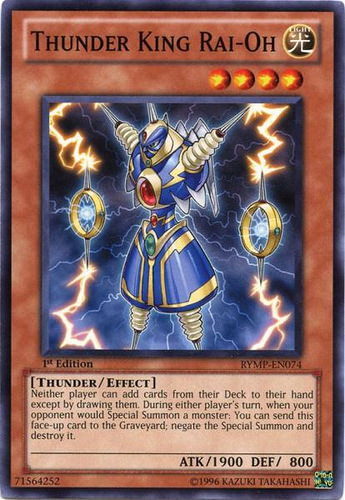 THUNDER KING RAI-OH
LIGHT
光
1st Edition
RYMP-EN074
[THUNDER/EFFECT]
Neither player can add cards from their Deck to their
hand except by drawing them. During either player's turn, when your
opponent would Special Summon a monster: You can send this
face-up card to the Graveyard; negate the Special Summon and
destroy it.
ATK/1900 DEF/ 800
71564252
©1996 KAZUKI TAKAHASHI